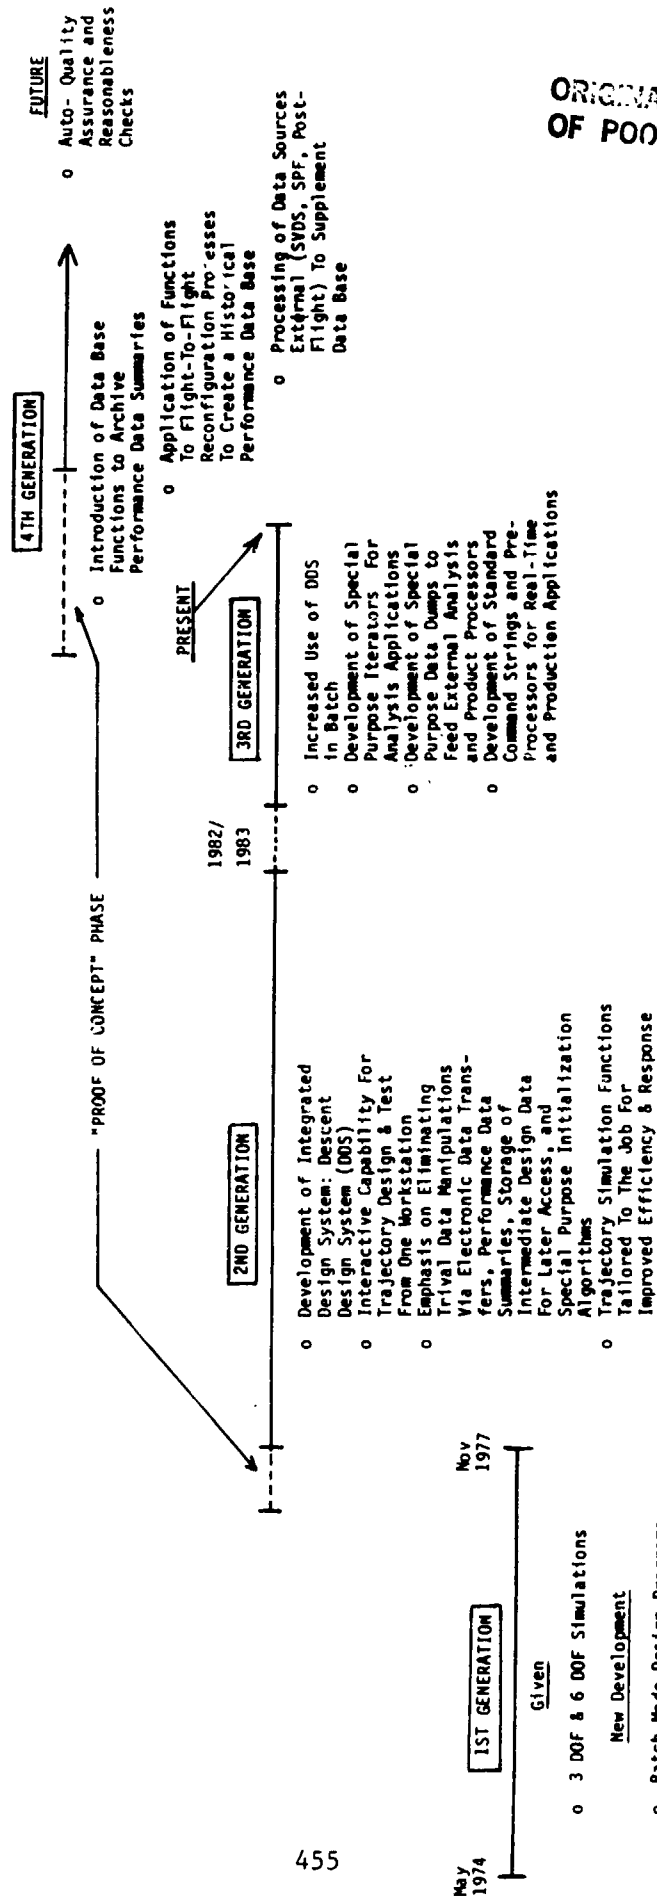 May
1974
1ST GENERATION
Nov
1977
Given
o 3 DOF & 6 DOF Simulations
New Development
o Batch Mode Design
"PROOF OF CONCEPT" PHASE
2ND GENERATION
o Development of Integrated
Design System: Descent
Design System (DDS)
o Interactive Capability For
Trajectory Design & Test
From One Workstation
o Emphasis on Eliminating
Trival Data Manipulations
Via Electronic Data Trans-
fers, Performance Data
Summaries, Storage of
Intermediate Design Data
For Later Access, and
Special Purpose Initialization
Algorithms
o Trajectory Simulation Functions
Tailored To The Job For
Improved Efficiency & Response
1982/
1983
3RD GENERATION
PRESENT
o Increased Use of DDS
in Batch
o Development of Special
Purpose Iterators For
Analysis Applications
o Development of Special
Purpose Data Dumps to
Feed External Analysis
and Product Processors
o Development of Standard
Command Strings and Pre-
Processors for Real-Time
and Production Applications
4TH GENERATION
o Introduction of Data Base
Functions to Archive
Performance Data Summaries
o Application of Functions
To Flight-To-Flight
Reconfiguration Processes
To Create a Historical
Performance Data Base
o Processing of Data Sources
External (SVDS, SPF, Post-
Flight) To Supplement
Data Base
FUTURE
o Auto- Quality
Assurance and
Reasonableness
Checks
ORIGINA
OF POO
455